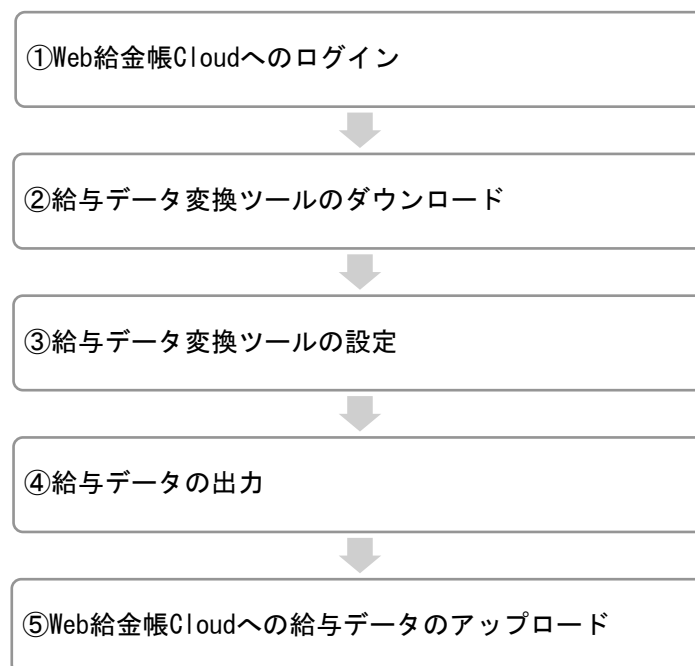 ①Web給金帳Cloudへのログイン
②給与データ変換ツールのダウンロード
③給与データ変換ツールの設定
④給与データの出力
⑤Web給金帳Cloudへの給与データのアップロード